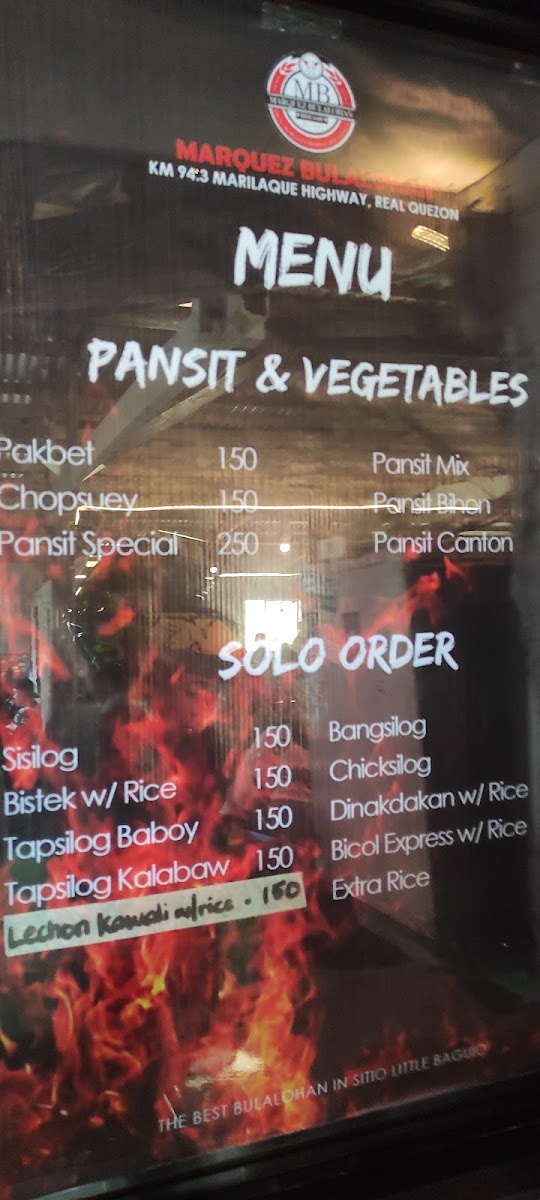 MB
MARQUEZ BULALOHAN
MARQUEZ BULALOHAN
KM 94.3 MARILAQUE HIGHWAY, REAL QUEZON
MENU
PANSIT & VEGETABLES
Pakbet 150 Pansit Mix
Chopsuey 150 Pansit Bihon
Pansit Special 250 Pansit Canton
SOLO ORDER
Sisilog 150 Bangsilog
Bistek w/ Rice 150 Chicksilog
Tapsilog Baboy 150 Dinakdakan w/ Rice
Tapsilog Kalabaw 150 Bicol Express w/ Rice
Lechon Kawali w/rice - 150 Extra Rice
THE BEST BULALOHAN IN SITIO LITTLE BAGUIO